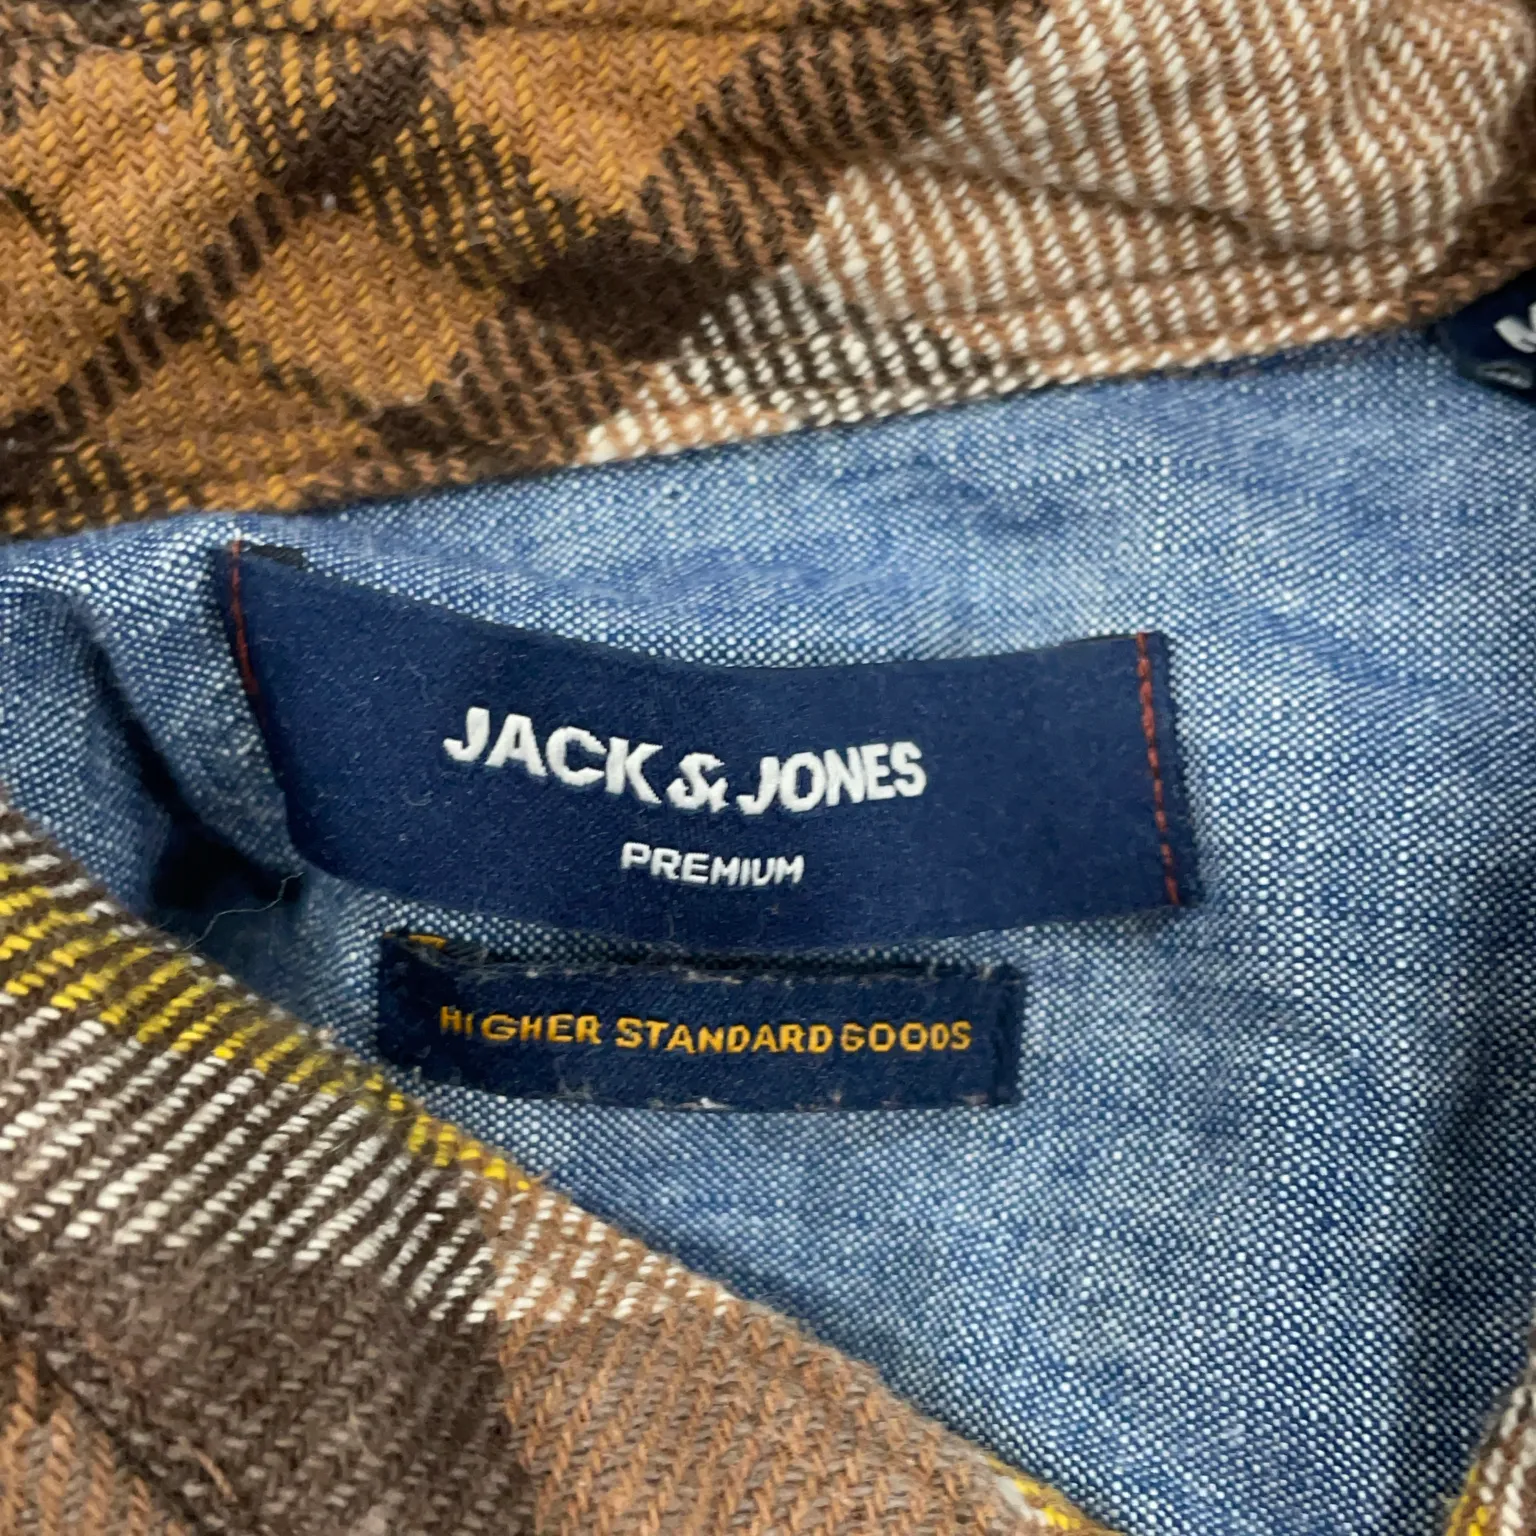 JACK & JONES
PREMIUM
HIGHER STANDARD GOODS